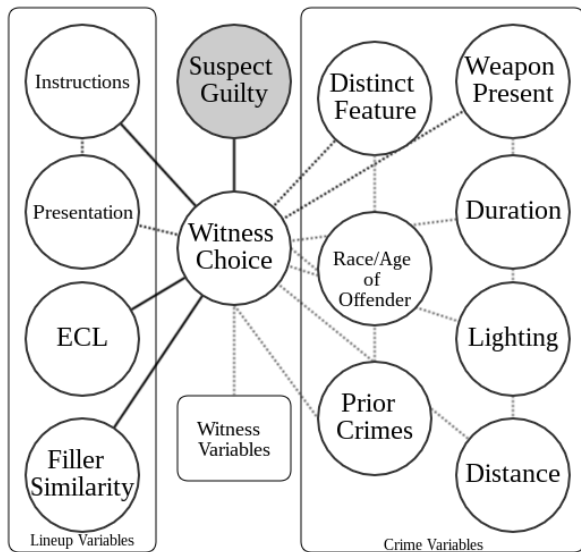 Instructions
Presentation
ECL
Filler
Similarity
Lineup Variables
Suspect
Guilty
Witness
Choice
Witness
Variables
Distinct
Feature
Race/Age
of
Offender
Prior
Crimes
Weapon
Present
Duration
Lighting
Distance
Crime Variables